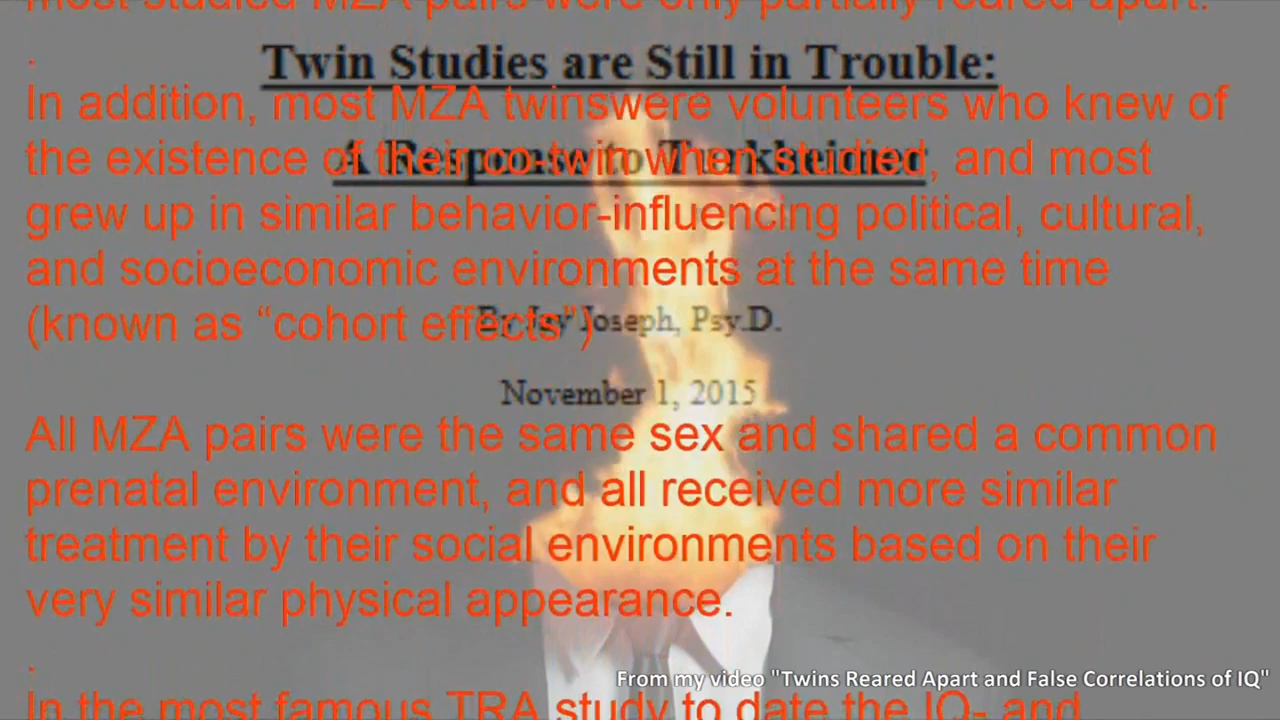 most-studied MZA pairs were only partially reared apart.
.
Twin Studies are Still in Trouble:
In addition, most MZA twinswere volunteers who knew of
the existence of their co-twin when studied, and most
A Response to Turkheimer
grew up in similar behavior-influencing political, cultural,
and socioeconomic environments at the same time
(known as “cohort effects”)
By Jay Joseph, Psy.D.
November 1, 2015
All MZA pairs were the same sex and shared a common
prenatal environment, and all received more similar
treatment by their social environments based on their
very similar physical appearance.
.
From my video "Twins Reared Apart and False Correlations of IQ"
In the most famous TRA study to date the IQ- and